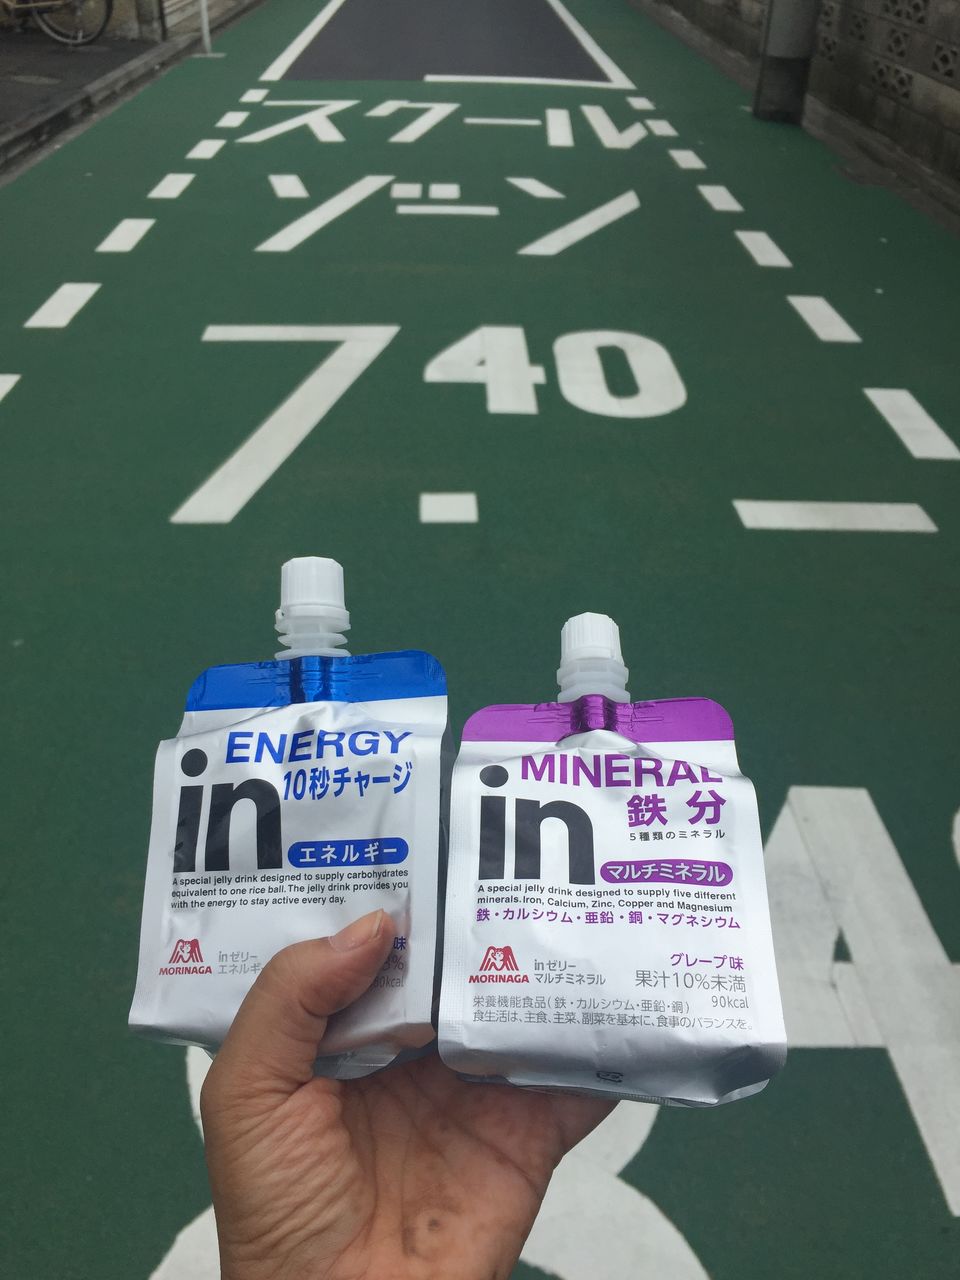 スクール
ゾーン
7.40 -
ENERGY
10秒チャージ
in
エネルギー
A special jelly drink designed to supply carbohydrates
equivalent to one rice ball. The jelly drink provides you
with the energy to stay active every day.
味
MORINAGA
inゼリー
MINERAL
鉄分
5種類のミネラル
in
マルチミネラル
A special jelly drink designed to supply five different
minerals. Iron, Calcium, Zinc, Copper and Magnesium
鉄・カルシウム・亜鉛・銅・マグネシウム
MORINAGA
inゼリー
マルチミネラル
グレープ味
果汁10%未満
90kcal
栄養機能食品(鉄・カルシウム・亜鉛・銅)
食生活は、主食、主菜、副菜を基本に、食事のバランスを。